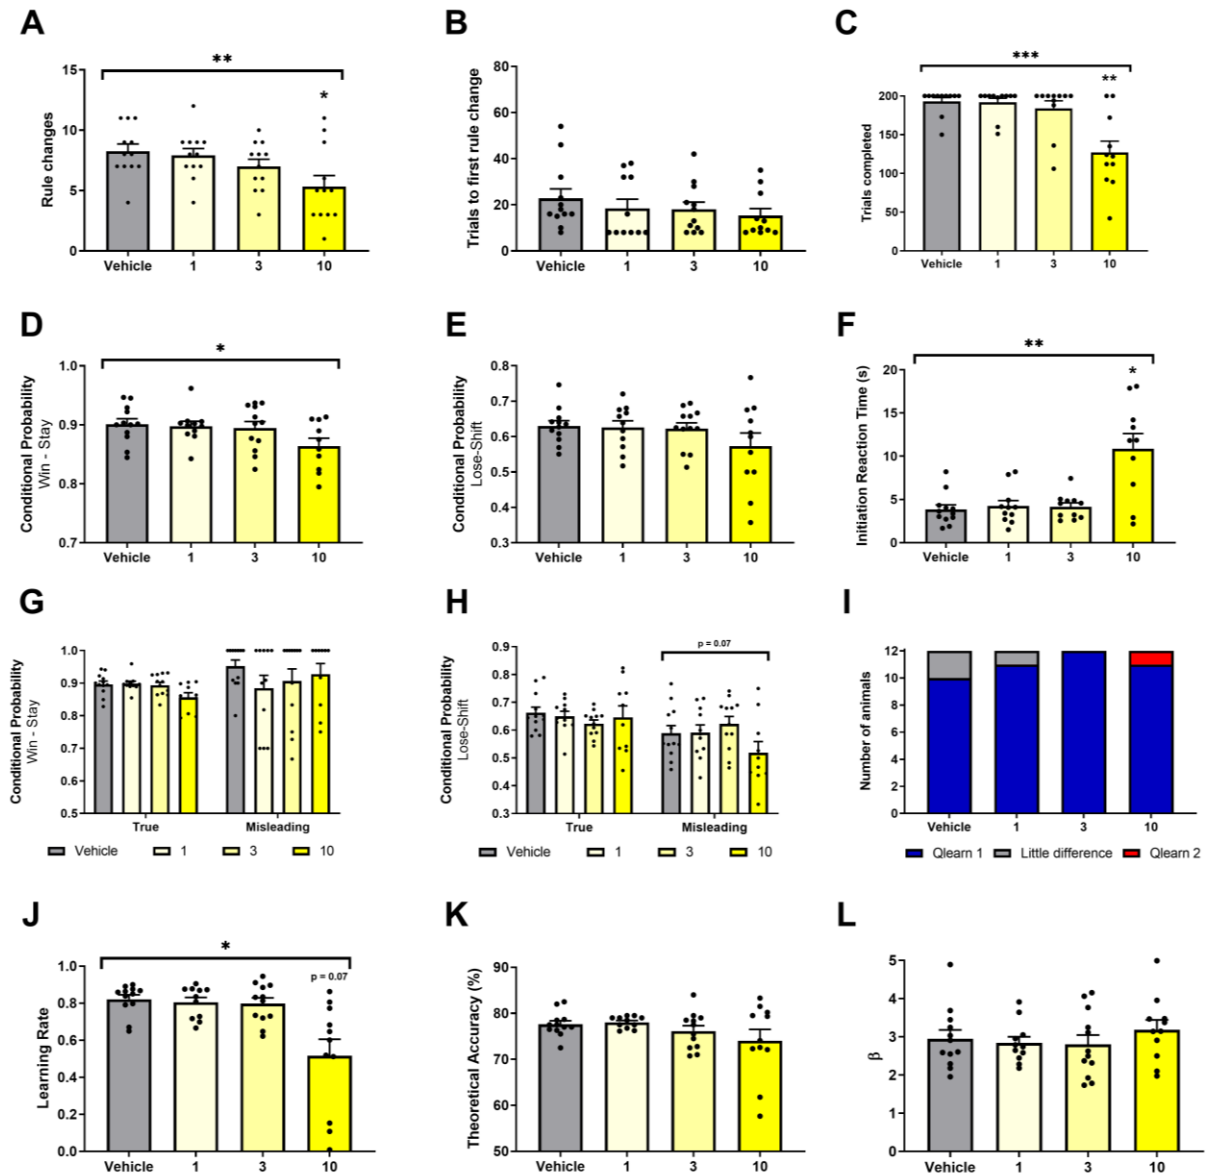 A
Rule changes
15
10
5
0
**
*
Vehicle 1 3 10
B
Trials to first rule change
80
60
40
20
0
Vehicle 1 3 10
C
Trials completed
200
150
100
50
0
***
**
Vehicle 1 3 10
D
Conditional Probability
Win - Stay
1.0
0.9
0.8
0.7
*
Vehicle 1 3 10
E
Conditional Probability
Lose-Shift
0.8
0.7
0.6
0.5
0.4
0.3
Vehicle 1 3 10
F
Initiation Reaction Time (s)
20
15
10
5
0
**
*
Vehicle 1 3 10
G
Conditional Probability
Win - Stay
1.0
0.9
0.8
0.7
0.6
0.5
True Misleading
Vehicle 1 3 10
H
Conditional Probability
Lose-Shift
0.9
0.8
0.7
0.6
0.5
0.4
0.3
p = 0.07
True Misleading
Vehicle 1 3 10
I
Number of animals
12
10
8
6
4
2
0
Vehicle 1 3 10
Qlearn 1 Little difference Qlearn 2
J
Learning Rate
1.0
0.8
0.6
0.4
0.2
0.0
*
p = 0.07
Vehicle 1 3 10
K
Theoretical Accuracy (%)
90
80
70
60
50
Vehicle 1 3 10
L
β
5
4
3
2
1
0
Vehicle 1 3 10